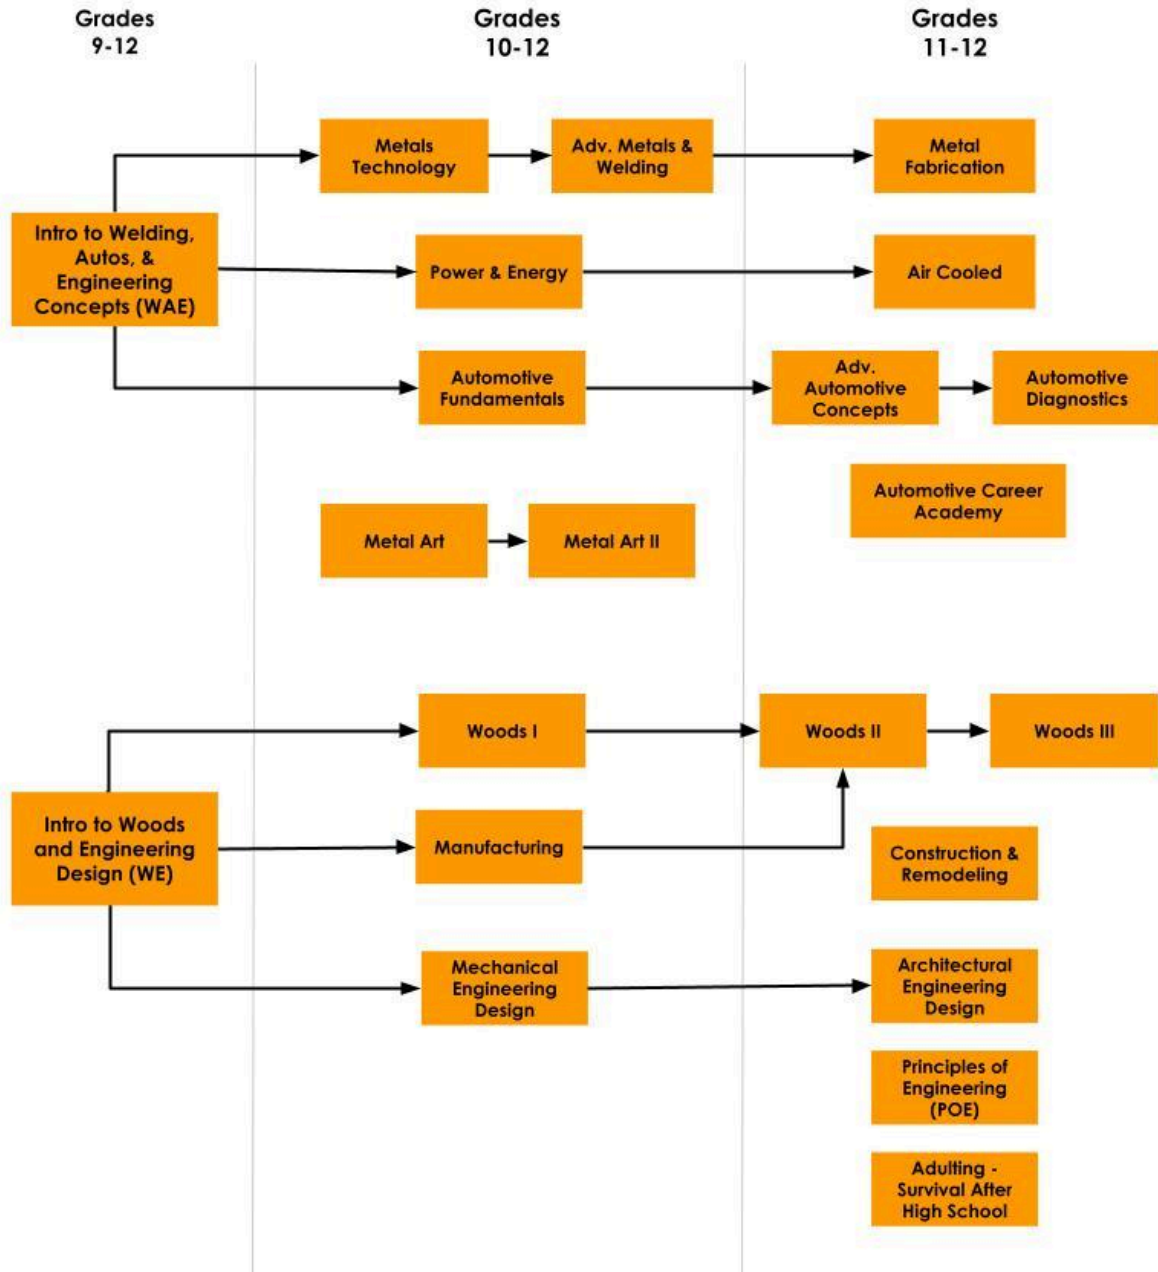 Grades
9-12
Grades
10-12
Grades
11-12
Metals
Technology
Adv. Metals &
Welding
Metal
Fabrication
Intro to Welding,
Autos, &
Engineering
Concepts (WAE)
Power & Energy
Air Cooled
Automotive
Fundamentals
Adv.
Automotive
Concepts
Automotive
Diagnostics
Automotive Career
Academy
Metal Art
Metal Art II
Woods I
Woods II
Woods III
Intro to Woods
and Engineering
Design (WE)
Manufacturing
Construction &
Remodeling
Mechanical
Engineering
Design
Architectural
Engineering
Design
Principles of
Engineering
(POE)
Adulting -
Survival After
High School